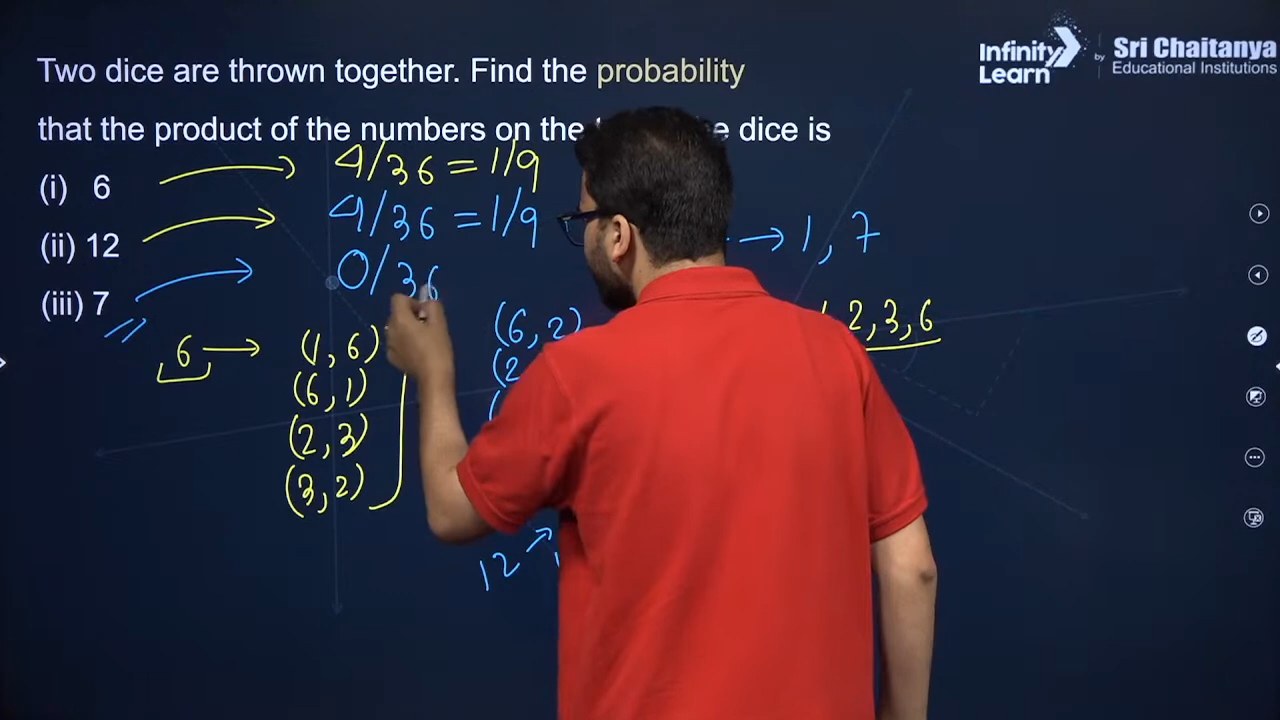 Infinity Learn
by
Sri Chaitanya
Educational Institutions
Two dice are thrown together. Find the probability
that the product of the numbers on the dice is
(i) 6
4/36 = 1/9
(ii) 12
4/36 = 1/9
→ 1, 7
(iii) 7
0/36
2, 3, 6
6 → (1, 6)
(6, 2)
(6, 1)
(2, 3)
(3, 2)
12